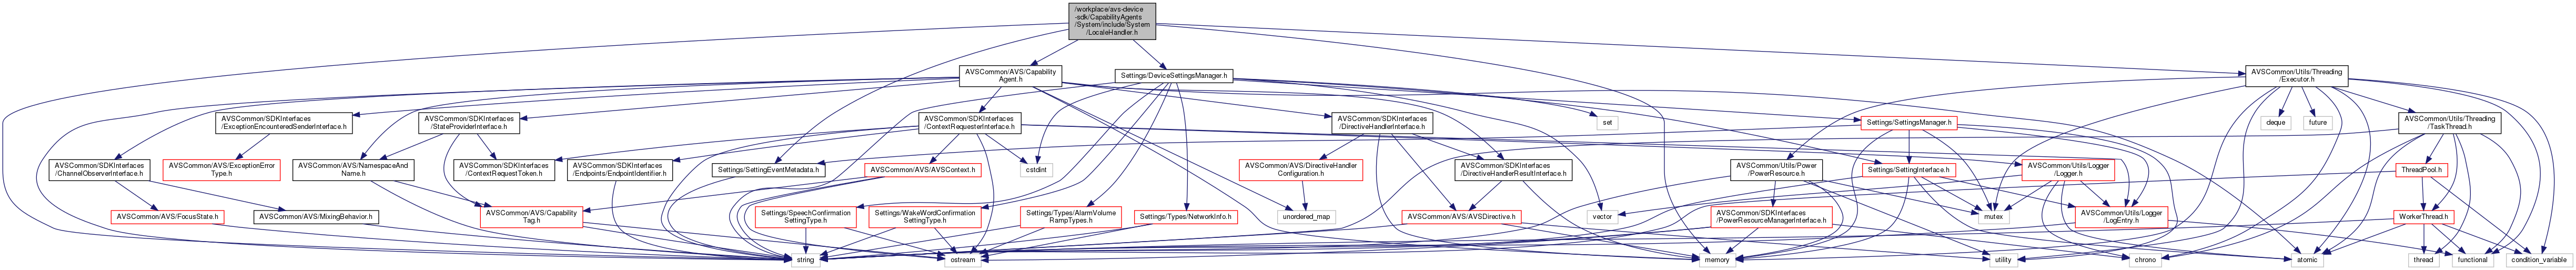 /workplace/avs-device
-sdk/CapabilityAgents
/System/include/System
/LocaleHandler.h
AVSCommon/AVS/Capability
Agent.h
Settings/DeviceSettingsManager.h
AVSCommon/Utils/Threading
/Executor.h
AVSCommon/SDKInterfaces
/ExceptionEncounteredSenderInterface.h
AVSCommon/SDKInterfaces
/StateProviderInterface.h
AVSCommon/SDKInterfaces
/ContextRequesterInterface.h
AVSCommon/SDKInterfaces
/DirectiveHandlerInterface.h
set
Settings/SettingsManager.h
deque
future
AVSCommon/Utils/Threading
/TaskThread.h
AVSCommon/SDKInterfaces
/ChannelObserverInterface.h
AVSCommon/AVS/ExceptionError
Type.h
AVSCommon/AVS/NamespaceAnd
Name.h
AVSCommon/SDKInterfaces
/ContextRequestToken.h
AVSCommon/SDKInterfaces
/Endpoints/EndpointIdentifier.h
Settings/SettingEventMetadata.h
AVSCommon/AVS/AVSContext.h
cstdint
AVSCommon/AVS/DirectiveHandler
Configuration.h
AVSCommon/SDKInterfaces
/DirectiveHandlerResultInterface.h
AVSCommon/Utils/Power
/PowerResource.h
Settings/SettingInterface.h
AVSCommon/Utils/Logger
/Logger.h
ThreadPool.h
AVSCommon/AVS/FocusState.h
AVSCommon/AVS/MixingBehavior.h
AVSCommon/AVS/Capability
Tag.h
Settings/SpeechConfirmation
SettingType.h
Settings/WakeWordConfirmation
SettingType.h
Settings/Types/AlarmVolume
RampTypes.h
Settings/Types/NetworkInfo.h
unordered_map
AVSCommon/AVS/AVSDirective.h
vector
AVSCommon/SDKInterfaces
/PowerResourceManagerInterface.h
mutex
AVSCommon/Utils/Logger
/LogEntry.h
WorkerThread.h
string
ostream
memory
utility
chrono
atomic
thread
functional
condition_variable